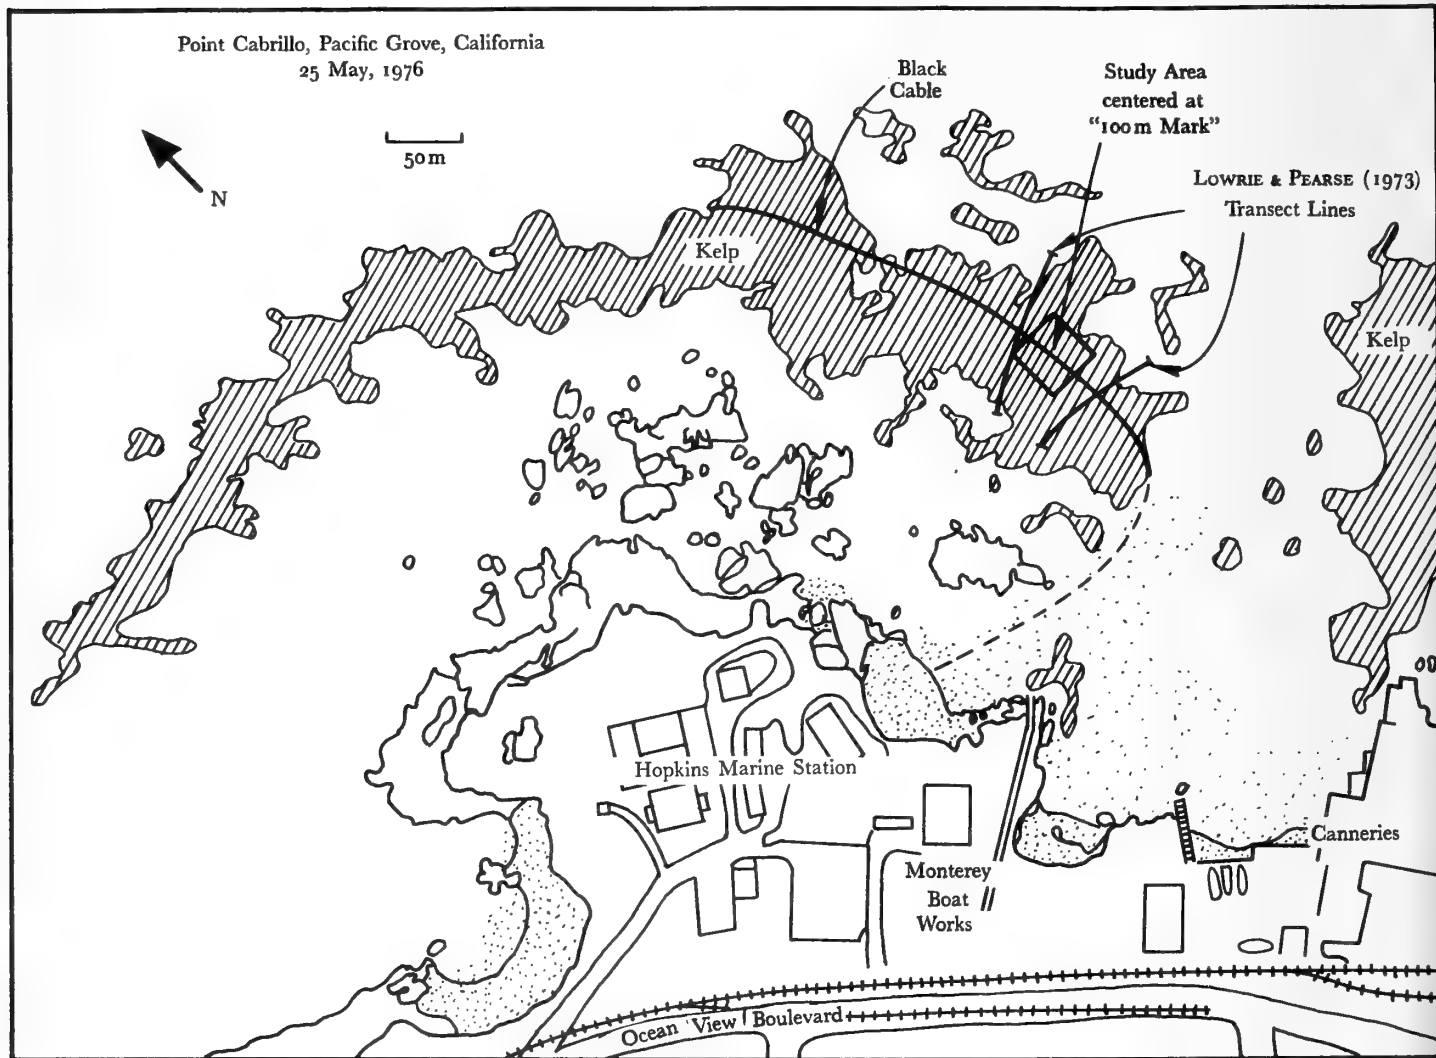 Point Cabrillo, Pacific Grove, California
25 May, 1976
N
50 m
Black
Cable
Study Area
centered at
"100m Mark"
LOWRIE & PEARSE (1973)
Transect Lines
Kelp
Kelp
Hopkins Marine Station
Monterey
Boat
Works
Canneries
Ocean View Boulevard